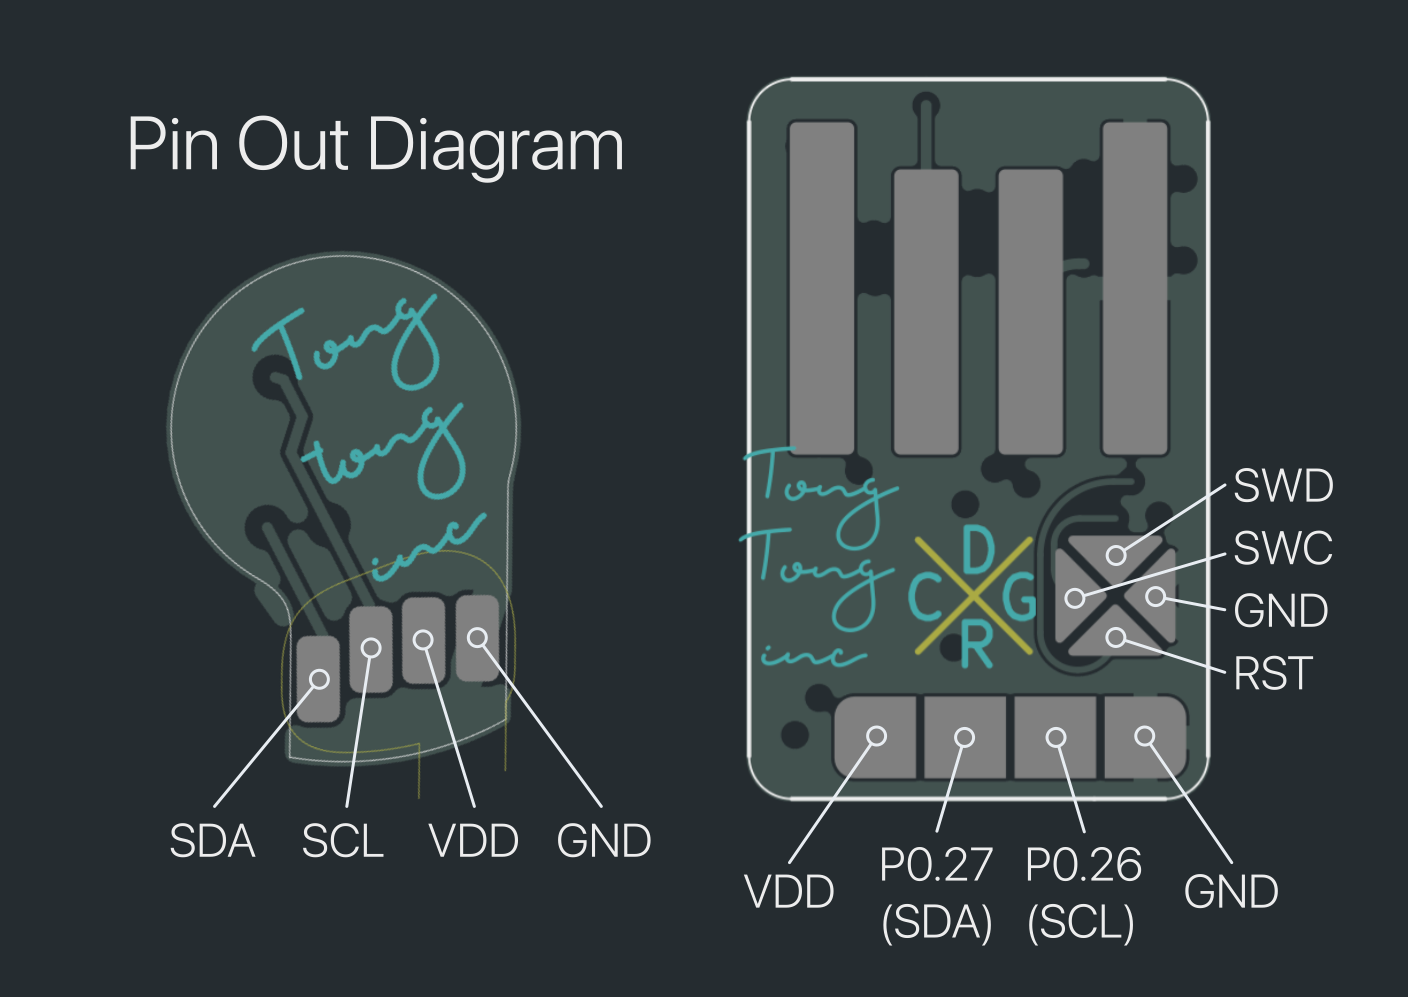 Pin Out Diagram
Tong
tong
inc
SDA
SCL
VDD
GND
Tong
Tong
inc
D
C
G
R
SWD
SWC
GND
RST
VDD
P0.27
(SDA)
P0.26
(SCL)
GND